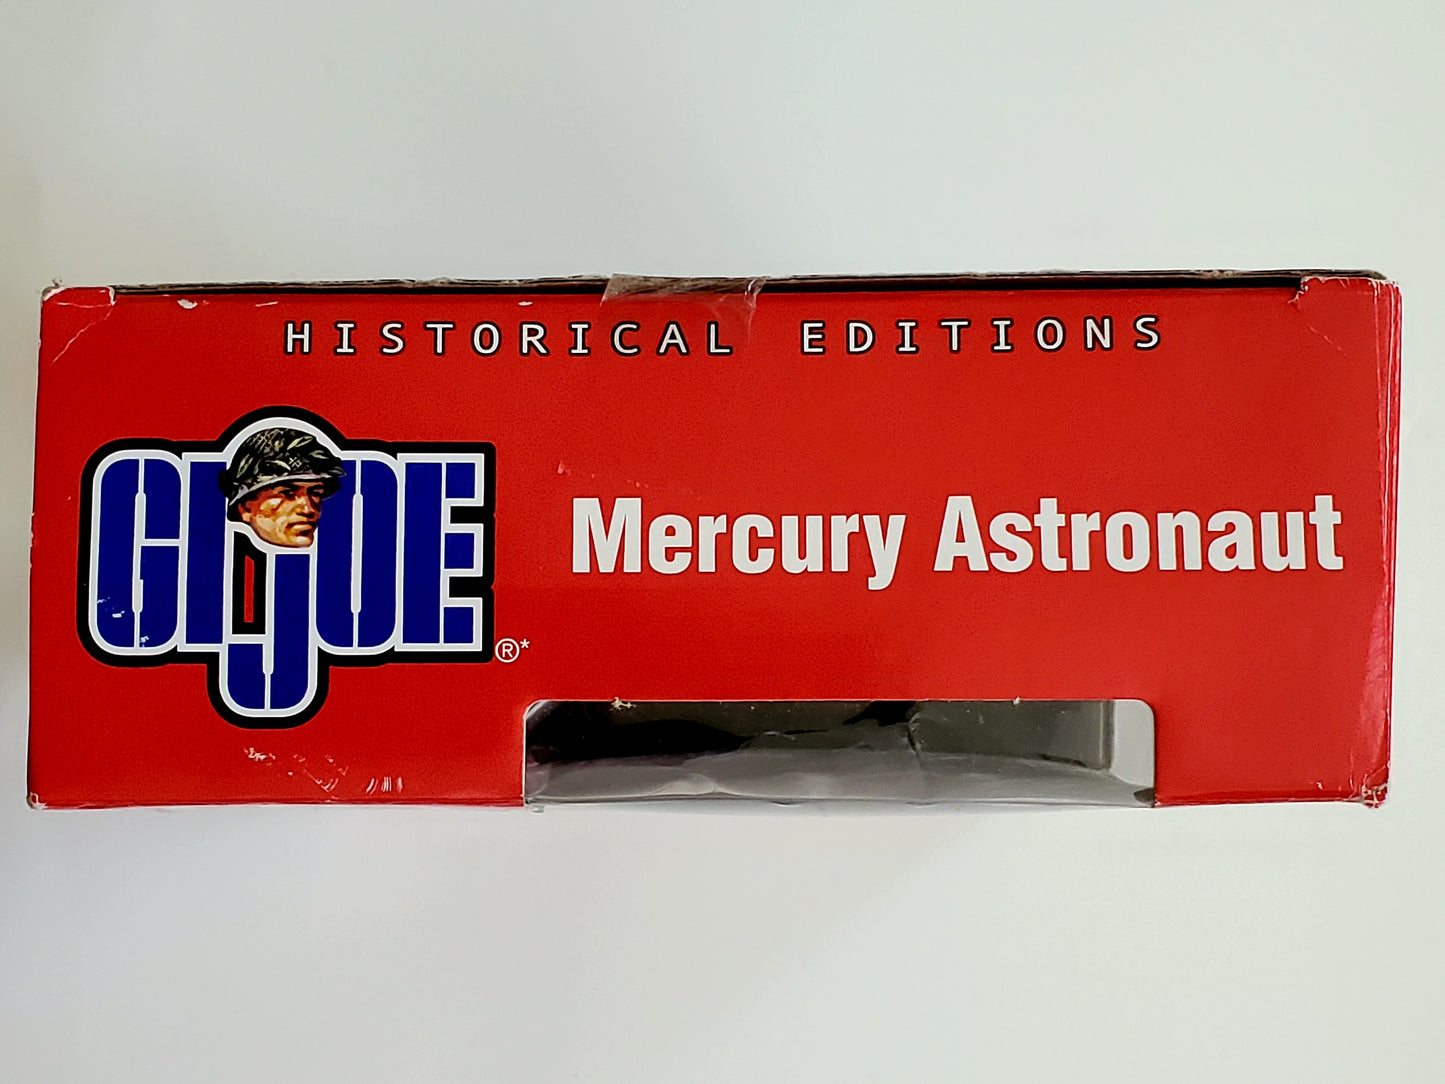 HISTORICAL EDITIONS
GI JOE ®*
Mercury Astronaut